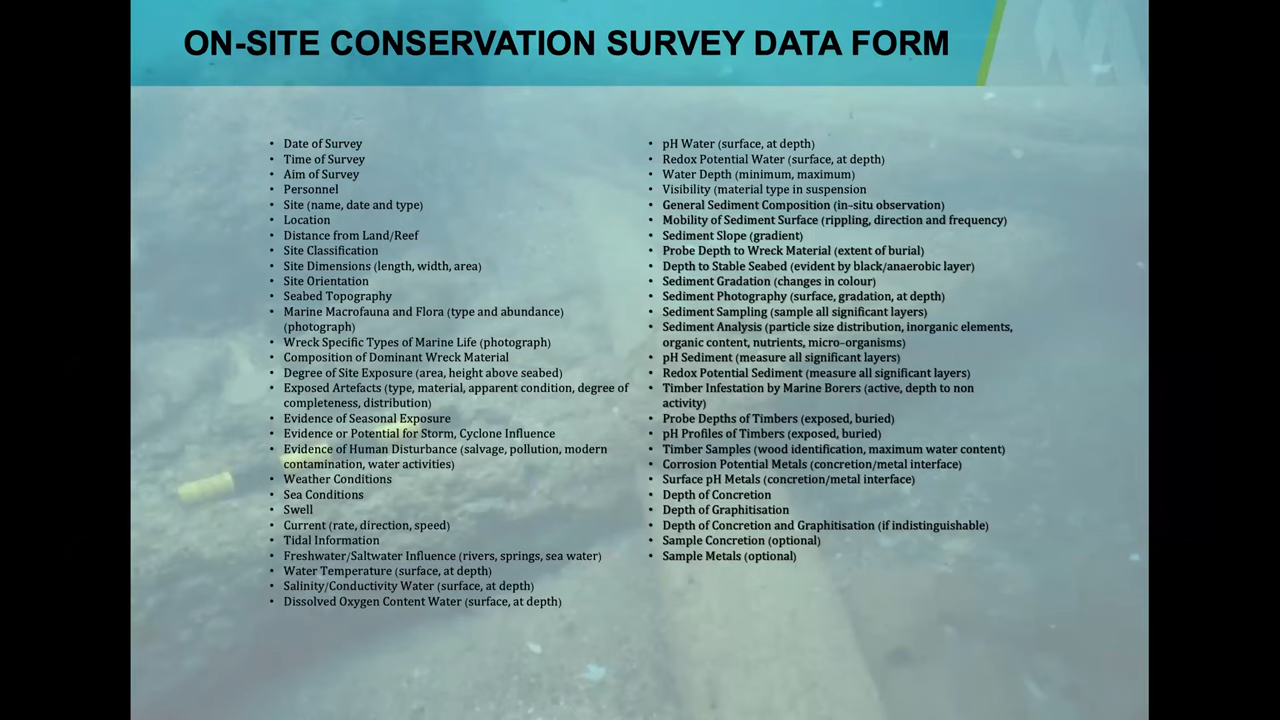 ON-SITE CONSERVATION SURVEY DATA FORM
• Date of Survey
• Time of Survey
• Aim of Survey
• Personnel
• Site (name, date and type)
• Location
• Distance from Land/Reef
• Site Classification
• Site Dimensions (length, width, area)
• Site Orientation
• Seabed Topography
• Marine Macrofauna and Flora (type and abundance)
(photograph)
• Wreck Specific Types of Marine Life (photograph)
• Composition of Dominant Wreck Material
• Degree of Site Exposure (area, height above seabed)
• Exposed Artefacts (type, material, apparent condition, degree of
completeness, distribution)
• Evidence of Seasonal Exposure
• Evidence or Potential for Storm, Cyclone Influence
• Evidence of Human Disturbance (salvage, pollution, modern
contamination, water activities)
• Weather Conditions
• Sea Conditions
• Swell
• Current (rate, direction, speed)
• Tidal Information
• Freshwater/Saltwater Influence (rivers, springs, sea water)
• Water Temperature (surface, at depth)
• Salinity/Conductivity Water (surface, at depth)
• Dissolved Oxygen Content Water (surface, at depth)
• pH Water (surface, at depth)
• Redox Potential Water (surface, at depth)
• Water Depth (minimum, maximum)
• Visibility (material type in suspension
• General Sediment Composition (in-situ observation)
• Mobility of Sediment Surface (rippling, direction and frequency)
• Sediment Slope (gradient)
• Probe Depth to Wreck Material (extent of burial)
• Depth to Stable Seabed (evident by black/anaerobic layer)
• Sediment Gradation (changes in colour)
• Sediment Photography (surface, gradation, at depth)
• Sediment Sampling (sample all significant layers)
• Sediment Analysis (particle size distribution, inorganic elements,
organic content, nutrients, micro-organisms)
• pH Sediment (measure all significant layers)
• Redox Potential Sediment (measure all significant layers)
• Timber Infestation by Marine Borers (active, depth to non
activity)
• Probe Depths of Timbers (exposed, buried)
• pH Profiles of Timbers (exposed, buried)
• Timber Samples (wood identification, maximum water content)
• Corrosion Potential Metals (concretion/metal interface)
• Surface pH Metals (concretion/metal interface)
• Depth of Concretion
• Depth of Graphitisation
• Depth of Concretion and Graphitisation (if indistinguishable)
• Sample Concretion (optional)
• Sample Metals (optional)